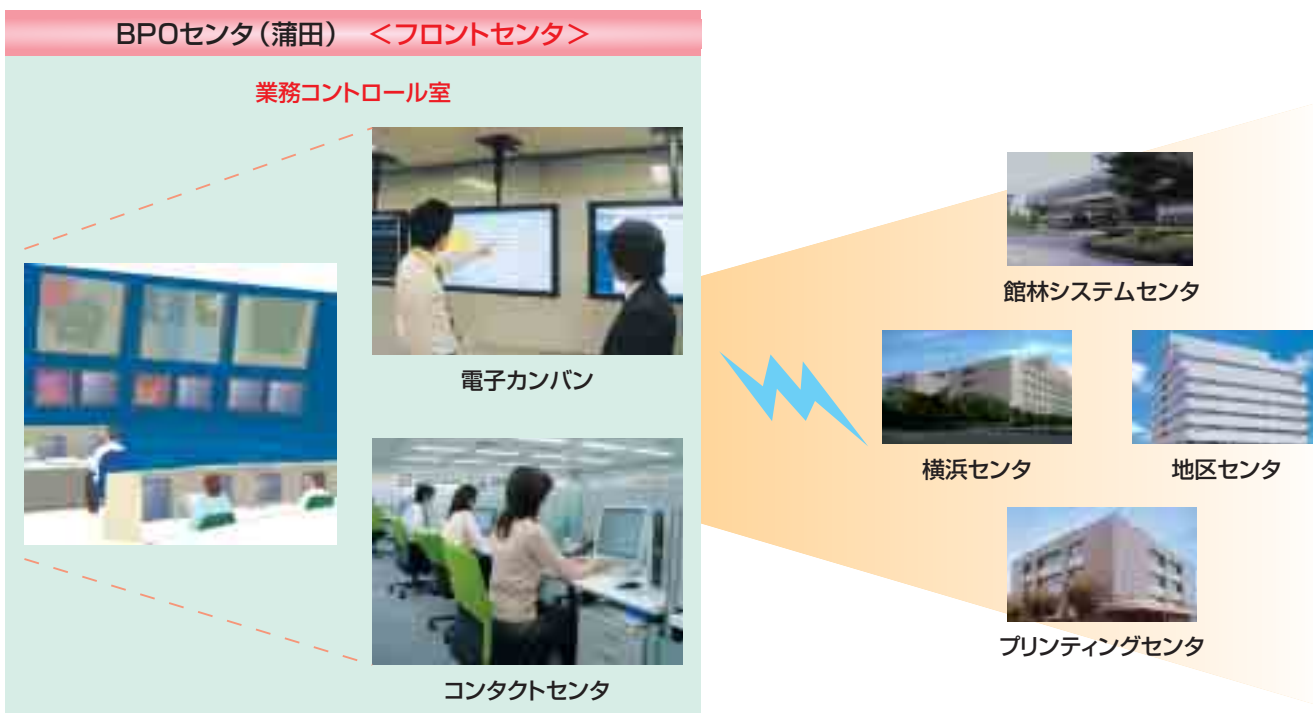 BPOセンタ（蒲田） ＜フロントセンタ＞
業務コントロール室
電子カンバン
コンタクトセンタ
館林システムセンタ
横浜センタ
地区センタ
プリンティングセンタ